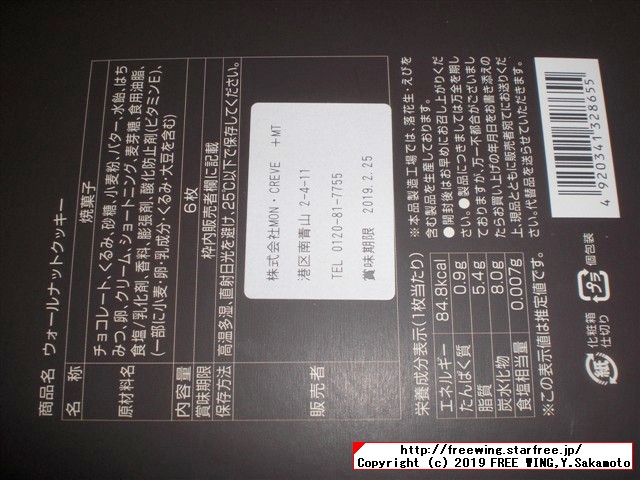 商品名 ウォールナットクッキー
名 称 焼菓子
原材料名 チョコレート、くるみ、砂糖、小麦粉、バター、水飴、はち
みつ、卵、クリーム、ショートニング、麦芽糖、食用油脂、
食塩/乳化剤、香料、膨張剤、酸化防止剤(ビタミンE)、
(一部に小麦・卵・乳成分・くるみ・大豆を含む)
内容量 6枚
賞味期限 枠内販売者欄に記載
保存方法 高温多湿、直射日光を避け、25℃以下で保存してください。
販売者
株式会社MON・CREVE +MT
港区南青山 2-4-11
TEL 0120-81-7755
賞味期限 2019.2.25
※本品製造工場では、落花生・えびを
含む製品を生産しております。
●開封後はお早めにお召し上がりくだ
さい。●製品につきましては万全を期し
ておりますが、万一不都合がございまし
たらお買い上げの年月日をお書き添えの
上、現品とともに販売者宛てにお送りくだ
さい。代替品を送らせていただきます。
栄養成分表示(1枚当たり)
エネルギー 84.8kcal
たんぱく質 0.9g
脂質 5.4g
炭水化物 8.0g
食塩相当量 0.007g
※この表示値は推定値です。
4920341328655
紙 化粧箱
仕切り
プラ 個包装
http://freewing.starfree.jp/
Copyright (c) 2019 FREE WING,Y.Sakamoto